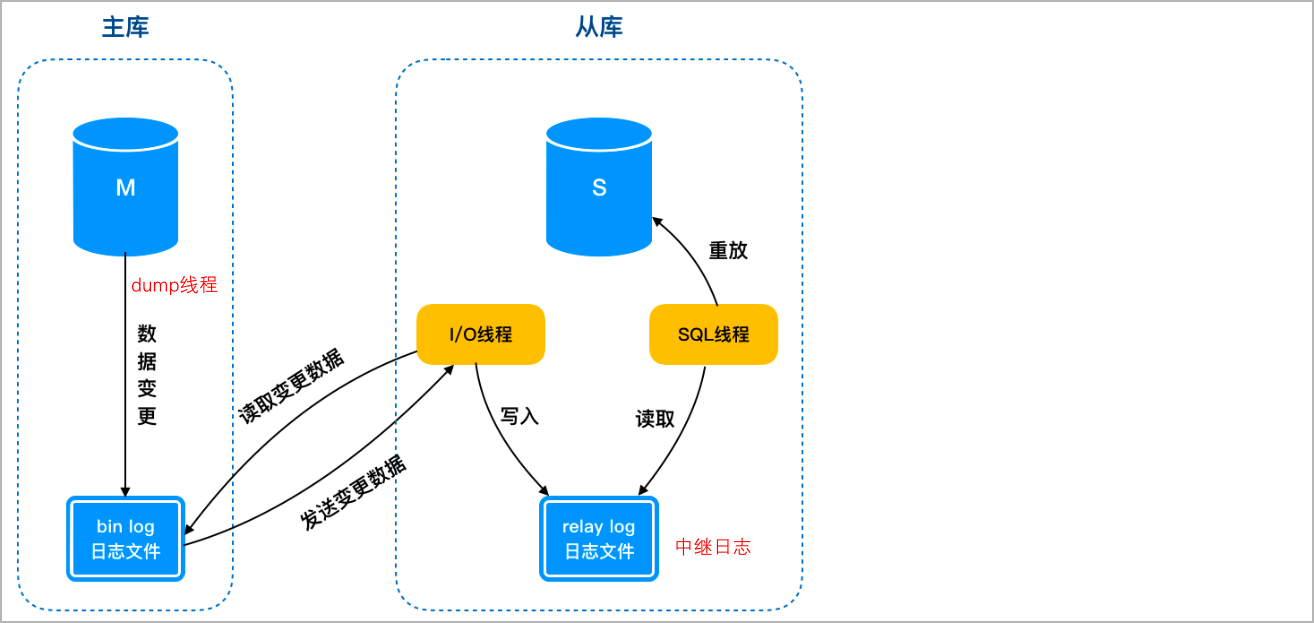 主库
从库
M
S
dump线程
重放
数据变更
I/O线程
SQL线程
读取变更数据
写入
读取
发送变更数据
bin log
日志文件
relay log
日志文件
中继日志